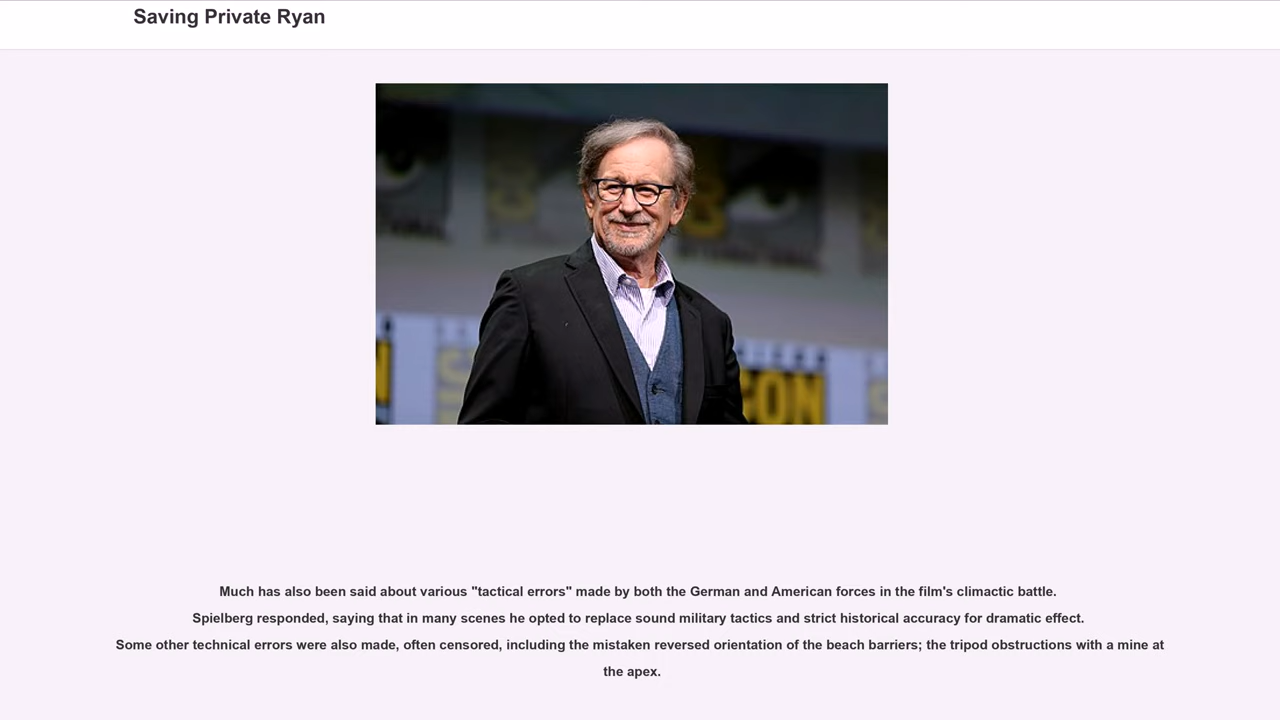 Saving Private Ryan
CON
Much has also been said about various "tactical errors" made by both the German and American forces in the film's climactic battle.
Spielberg responded, saying that in many scenes he opted to replace sound military tactics and strict historical accuracy for dramatic effect.
Some other technical errors were also made, often censored, including the mistaken reversed orientation of the beach barriers; the tripod obstructions with a mine at
the apex.